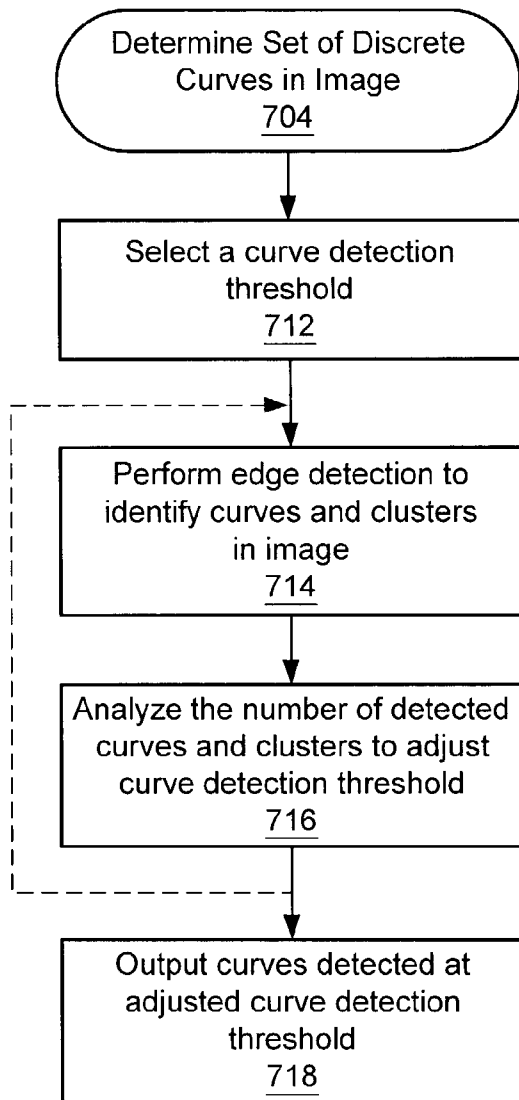 Determine Set of Discrete
Curves in Image
704
Select a curve detection
threshold
712
Perform edge detection to
identify curves and clusters
in image
714
Analyze the number of detected
curves and clusters to adjust
curve detection threshold
716
Output curves detected at
adjusted curve detection
threshold
718